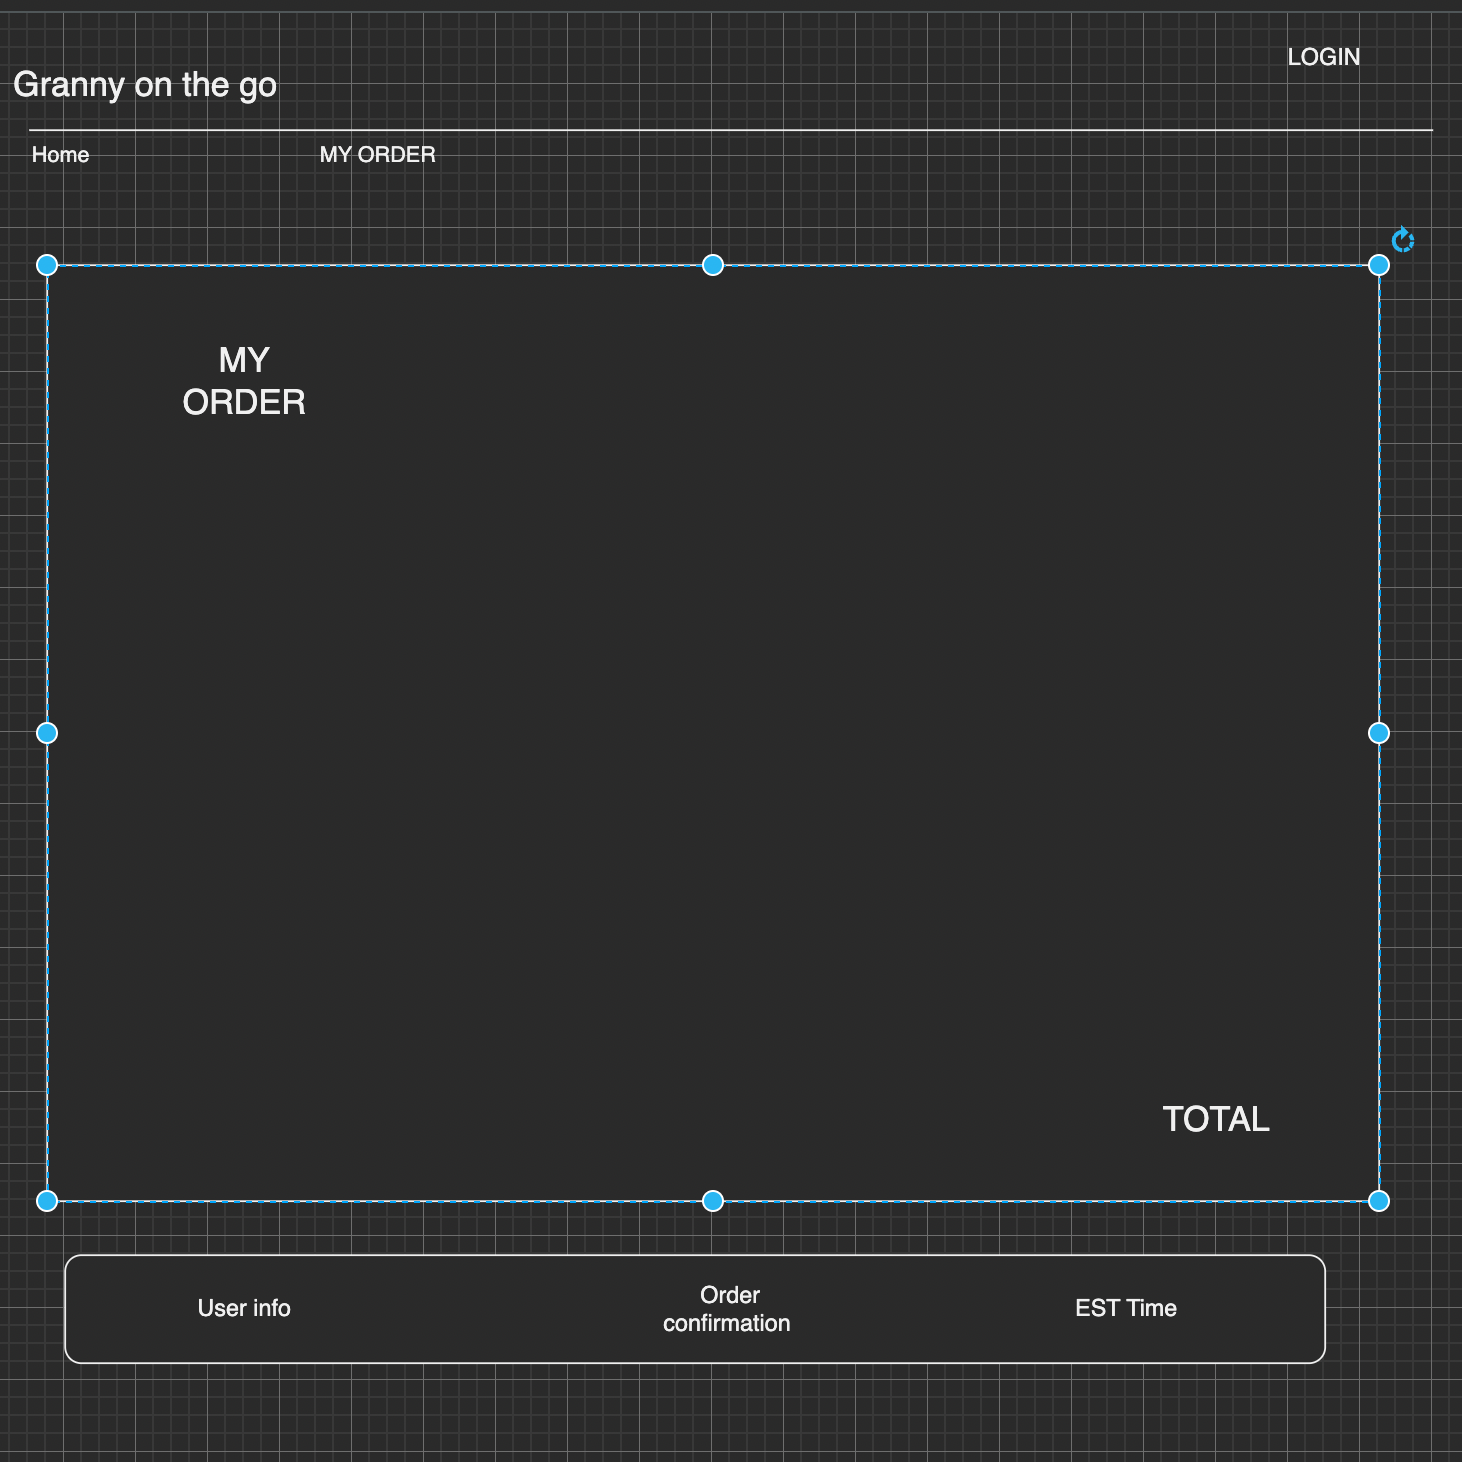 LOGIN
Granny on the go
Home
MY ORDER
MY
ORDER
TOTAL
User info
Order
confirmation
EST Time